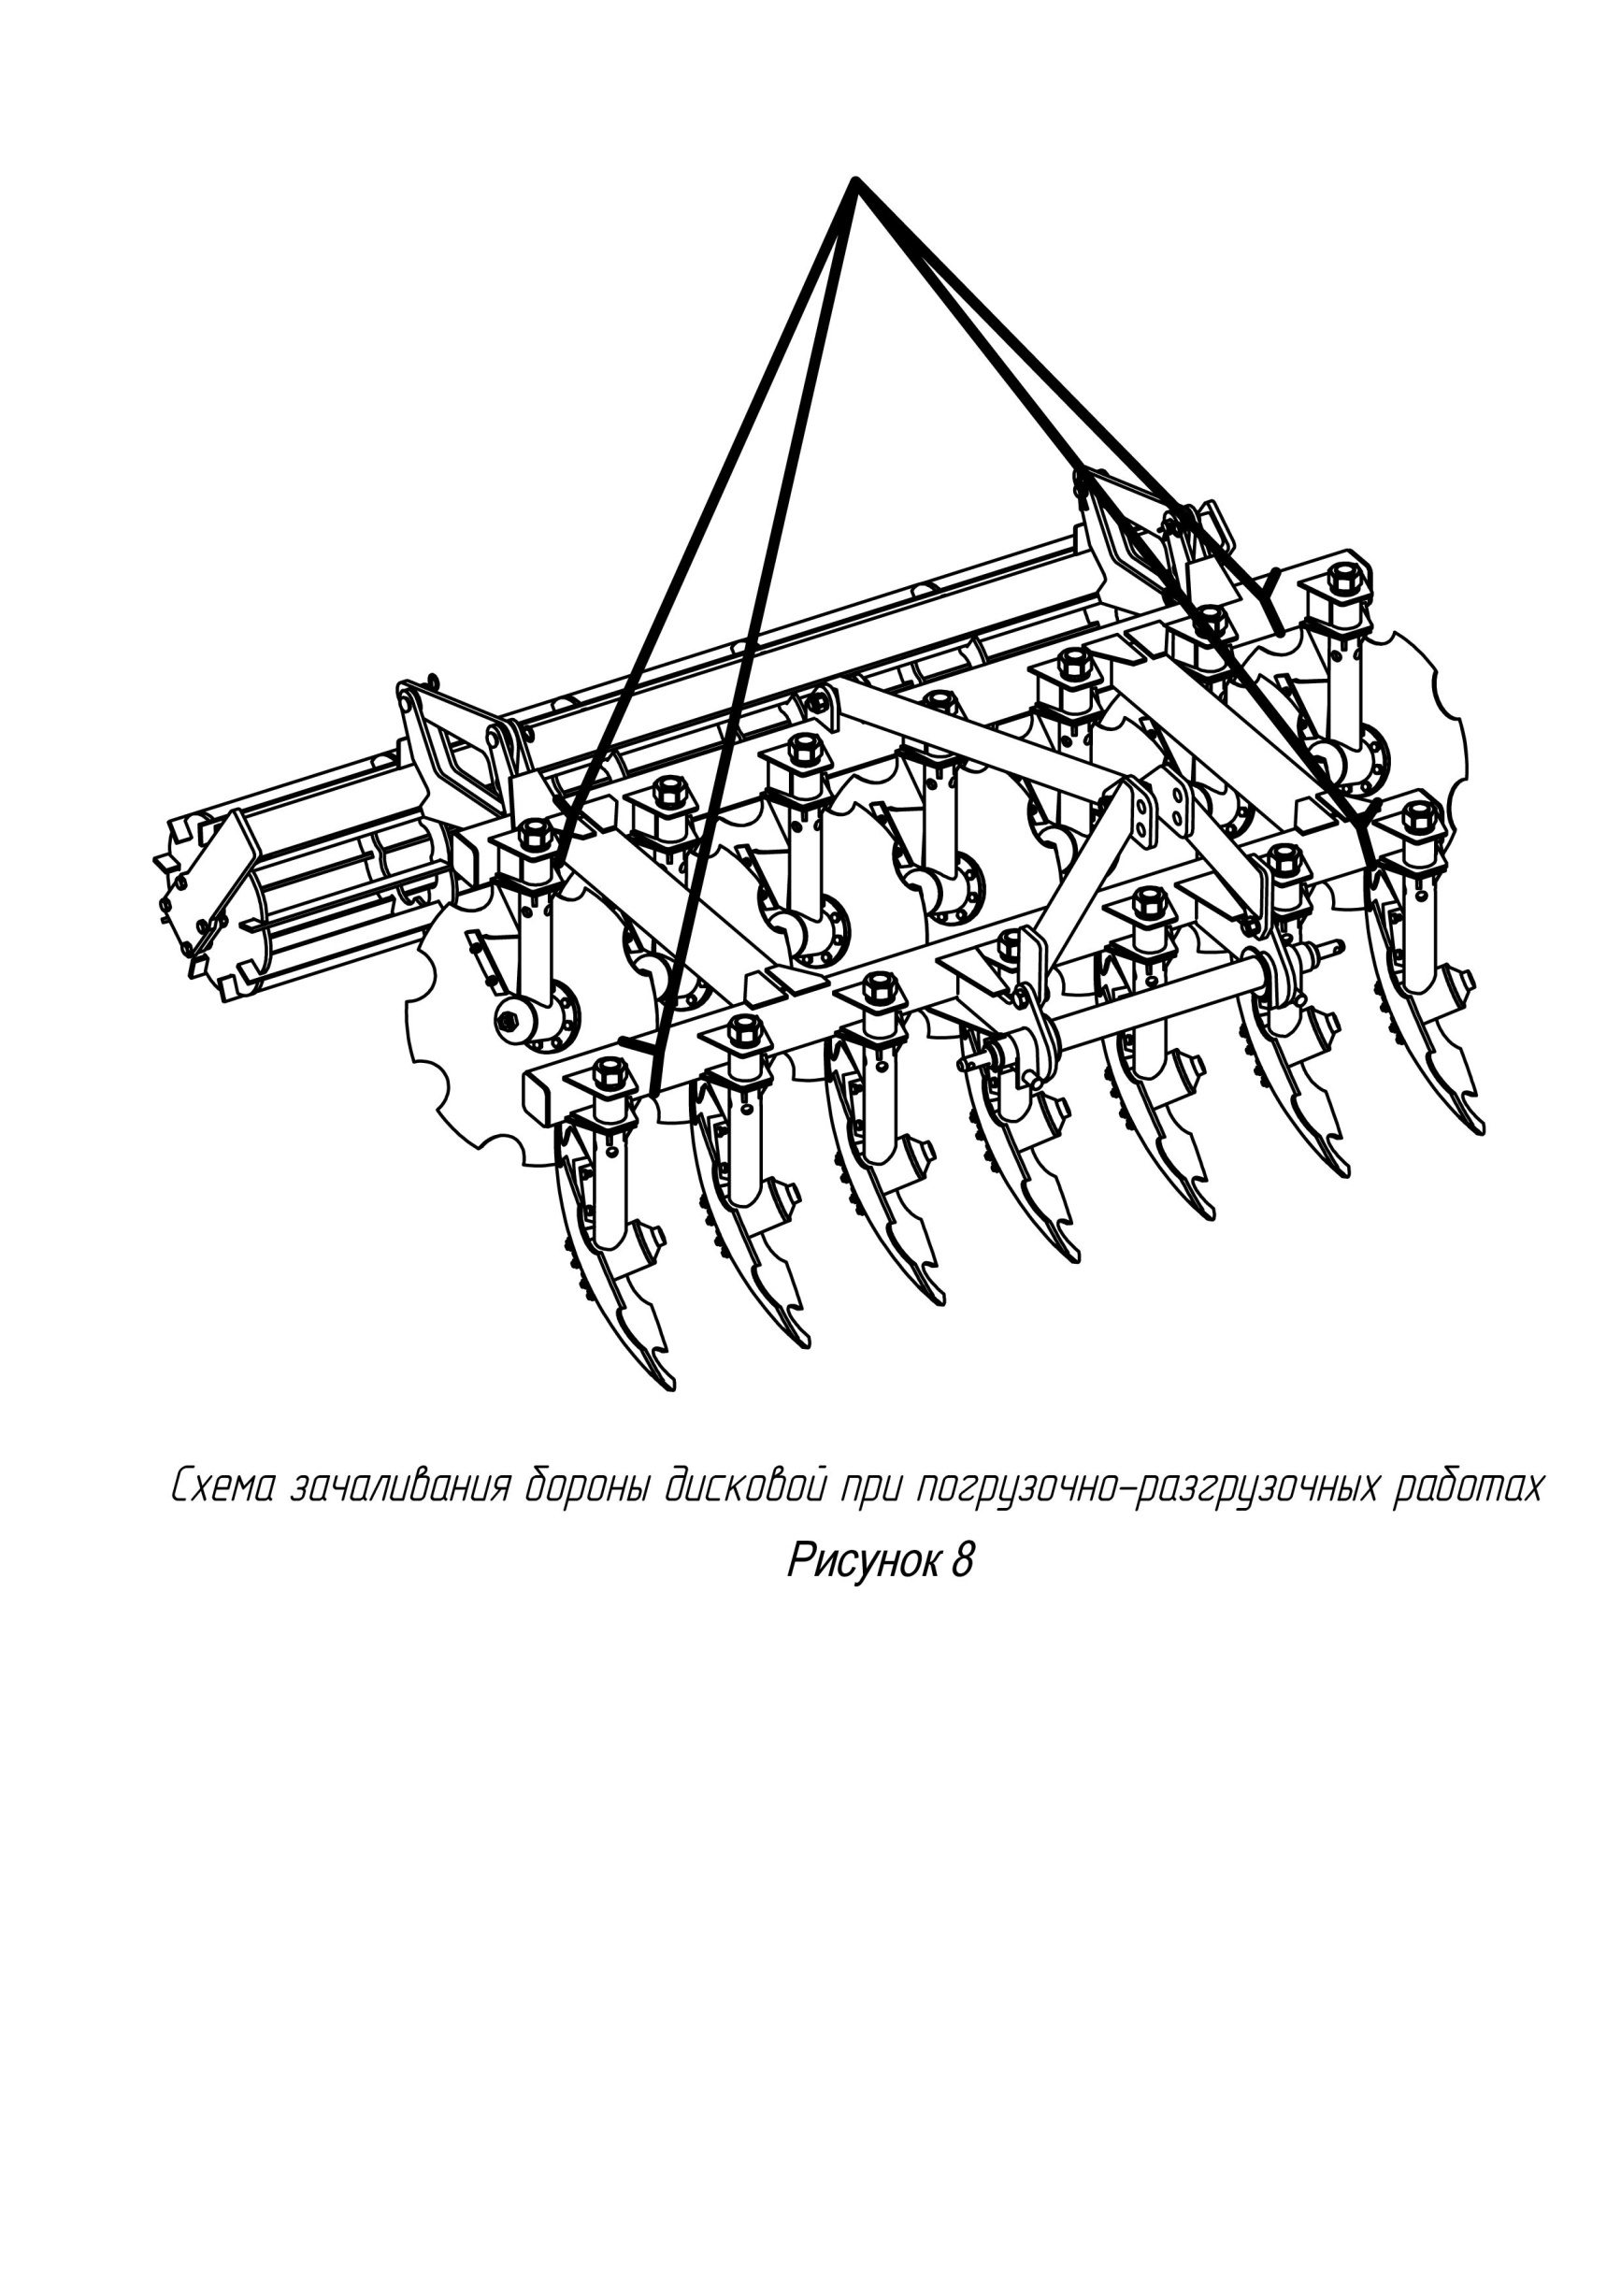 Схема зачаливания бороны дисковой при погрузочно-разгрузочных работах
Рисунок 8